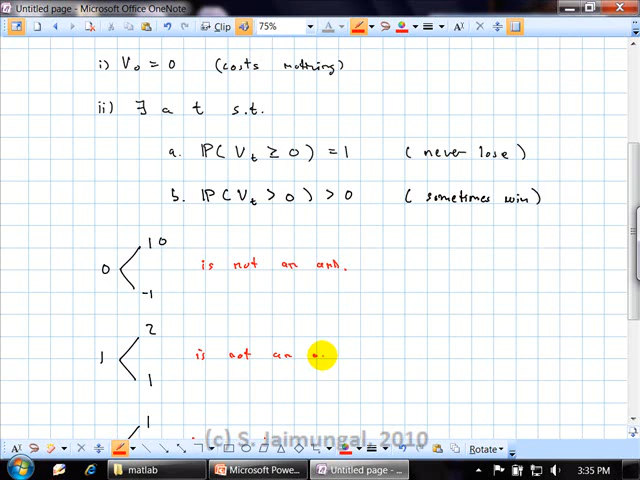 Untitled page - Microsoft Office OneNote
Clip 75%
i) V₀ = 0 (costs nothing)
ii) ∃ a t s.t.
a. ℙ(Vₜ ≥ 0) = 1 (never lose)
b. ℙ(Vₜ > 0) > 0 (sometimes win)
10
0 is not an arb.
-1
2
1 is not an a.
1
1
(c) S. Jaimungal, 2010
Rotate
matlab Microsoft Powe... Untitled page - ... 3:35 PM